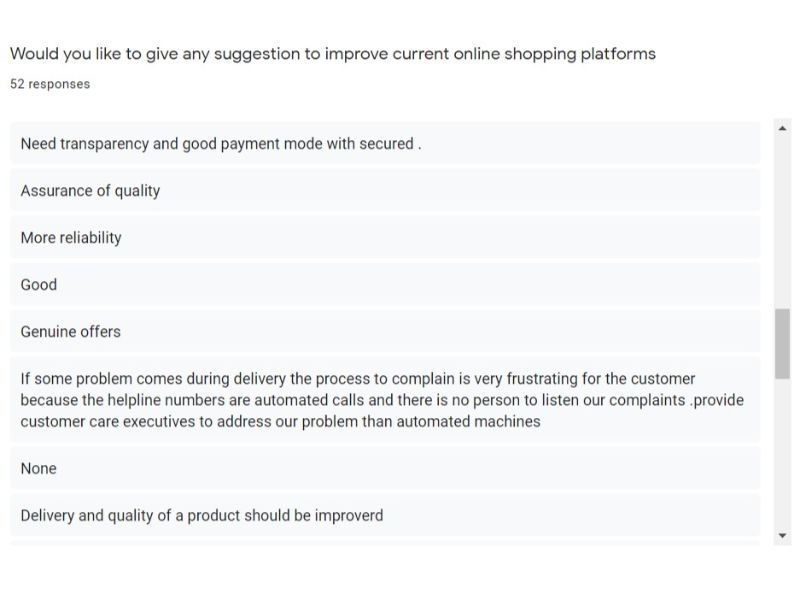 Would you like to give any suggestion to improve current online shopping platforms
52 responses
Need transparency and good payment mode with secured .
Assurance of quality
More reliability
Good
Genuine offers
If some problem comes during delivery the process to complain is very frustrating for the customer
because the helpline numbers are automated calls and there is no person to listen our complaints .provide
customer care executives to address our problem than automated machines
None
Delivery and quality of a product should be improverd